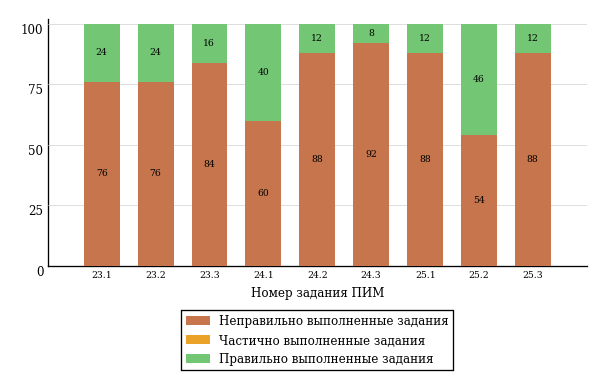 100
75
50
25
0
24 24 16 40 12 8 12 46 12
76 76 84 60 88 92 88 54 88
23.1 23.2 23.3 24.1 24.2 24.3 25.1 25.2 25.3
Номер задания ПИМ
Неправильно выполненные задания
Частично выполненные задания
Правильно выполненные задания